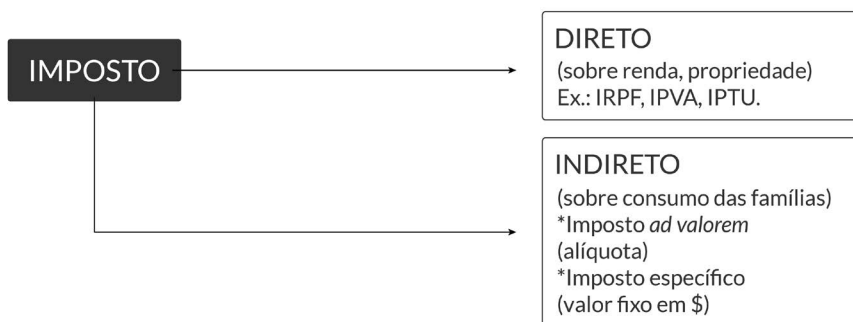 IMPOSTO
DIRETO
(sobre renda, propriedade)
Ex.: IRPF, IPVA, IPTU.
INDIRETO
(sobre consumo das famílias)
*Imposto ad valorem
(alíquota)
*Imposto específico
(valor fixo em $)